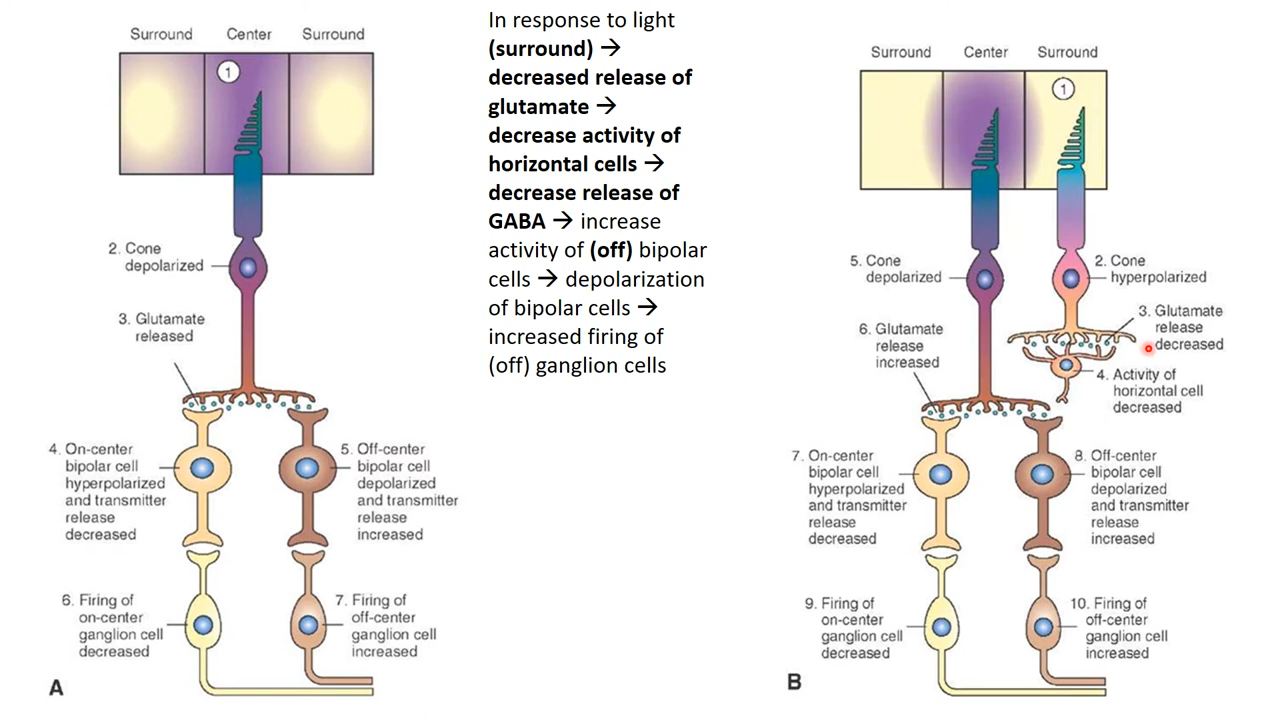 Surround Center Surround
1
2. Cone
depolarized
3. Glutamate
released
4. On-center
bipolar cell
hyperpolarized
and transmitter
release
decreased
5. Off-center
bipolar cell
depolarized
and transmitter
release
increased
6. Firing of
on-center
ganglion cell
decreased
7. Firing of
off-center
ganglion cell
increased
A
In response to light
(surround) →
decreased release of
glutamate →
decrease activity of
horizontal cells →
decrease release of
GABA → increase
activity of (off) bipolar
cells → depolarization
of bipolar cells →
increased firing of
(off) ganglion cells
Surround Center Surround
1
2. Cone
hyperpolarized
3. Glutamate
release
decreased
4. Activity of
horizontal cell
decreased
5. Cone
depolarized
6. Glutamate
release
increased
7. On-center
bipolar cell
hyperpolarized
and transmitter
release
decreased
8. Off-center
bipolar cell
depolarized
and transmitter
release
increased
9. Firing of
on-center
ganglion cell
decreased
10. Firing of
off-center
ganglion cell
increased
B